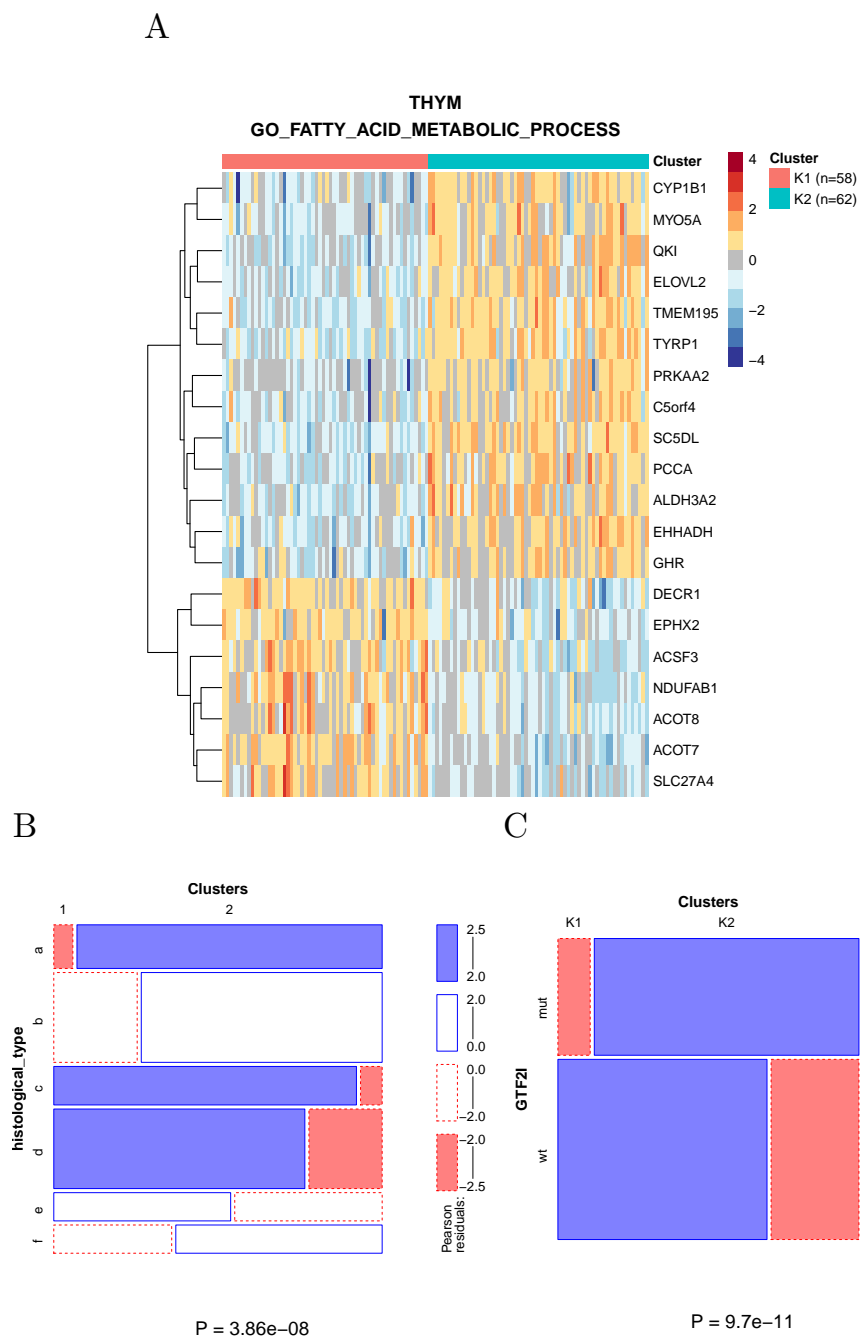 A
THYM
GO_FATTY_ACID_METABOLIC_PROCESS
Cluster
4
2
0
−2
−4
Cluster
K1 (n=58)
K2 (n=62)
CYP1B1
MYO5A
QKI
ELOVL2
TMEM195
TYRP1
PRKAA2
C5orf4
SC5DL
PCCA
ALDH3A2
EHHADH
GHR
DECR1
EPHX2
ACSF3
NDUFAB1
ACOT8
ACOT7
SLC27A4
B
Clusters
1 2
histological_type
a
b
c
d
e
f
2.5
2.0
2.0
0.0
0.0
−2.0
−2.0
−2.5
Pearson
residuals:
P = 3.86e−08
C
Clusters
K1 K2
GTF2I
mut
wt
P = 9.7e−11